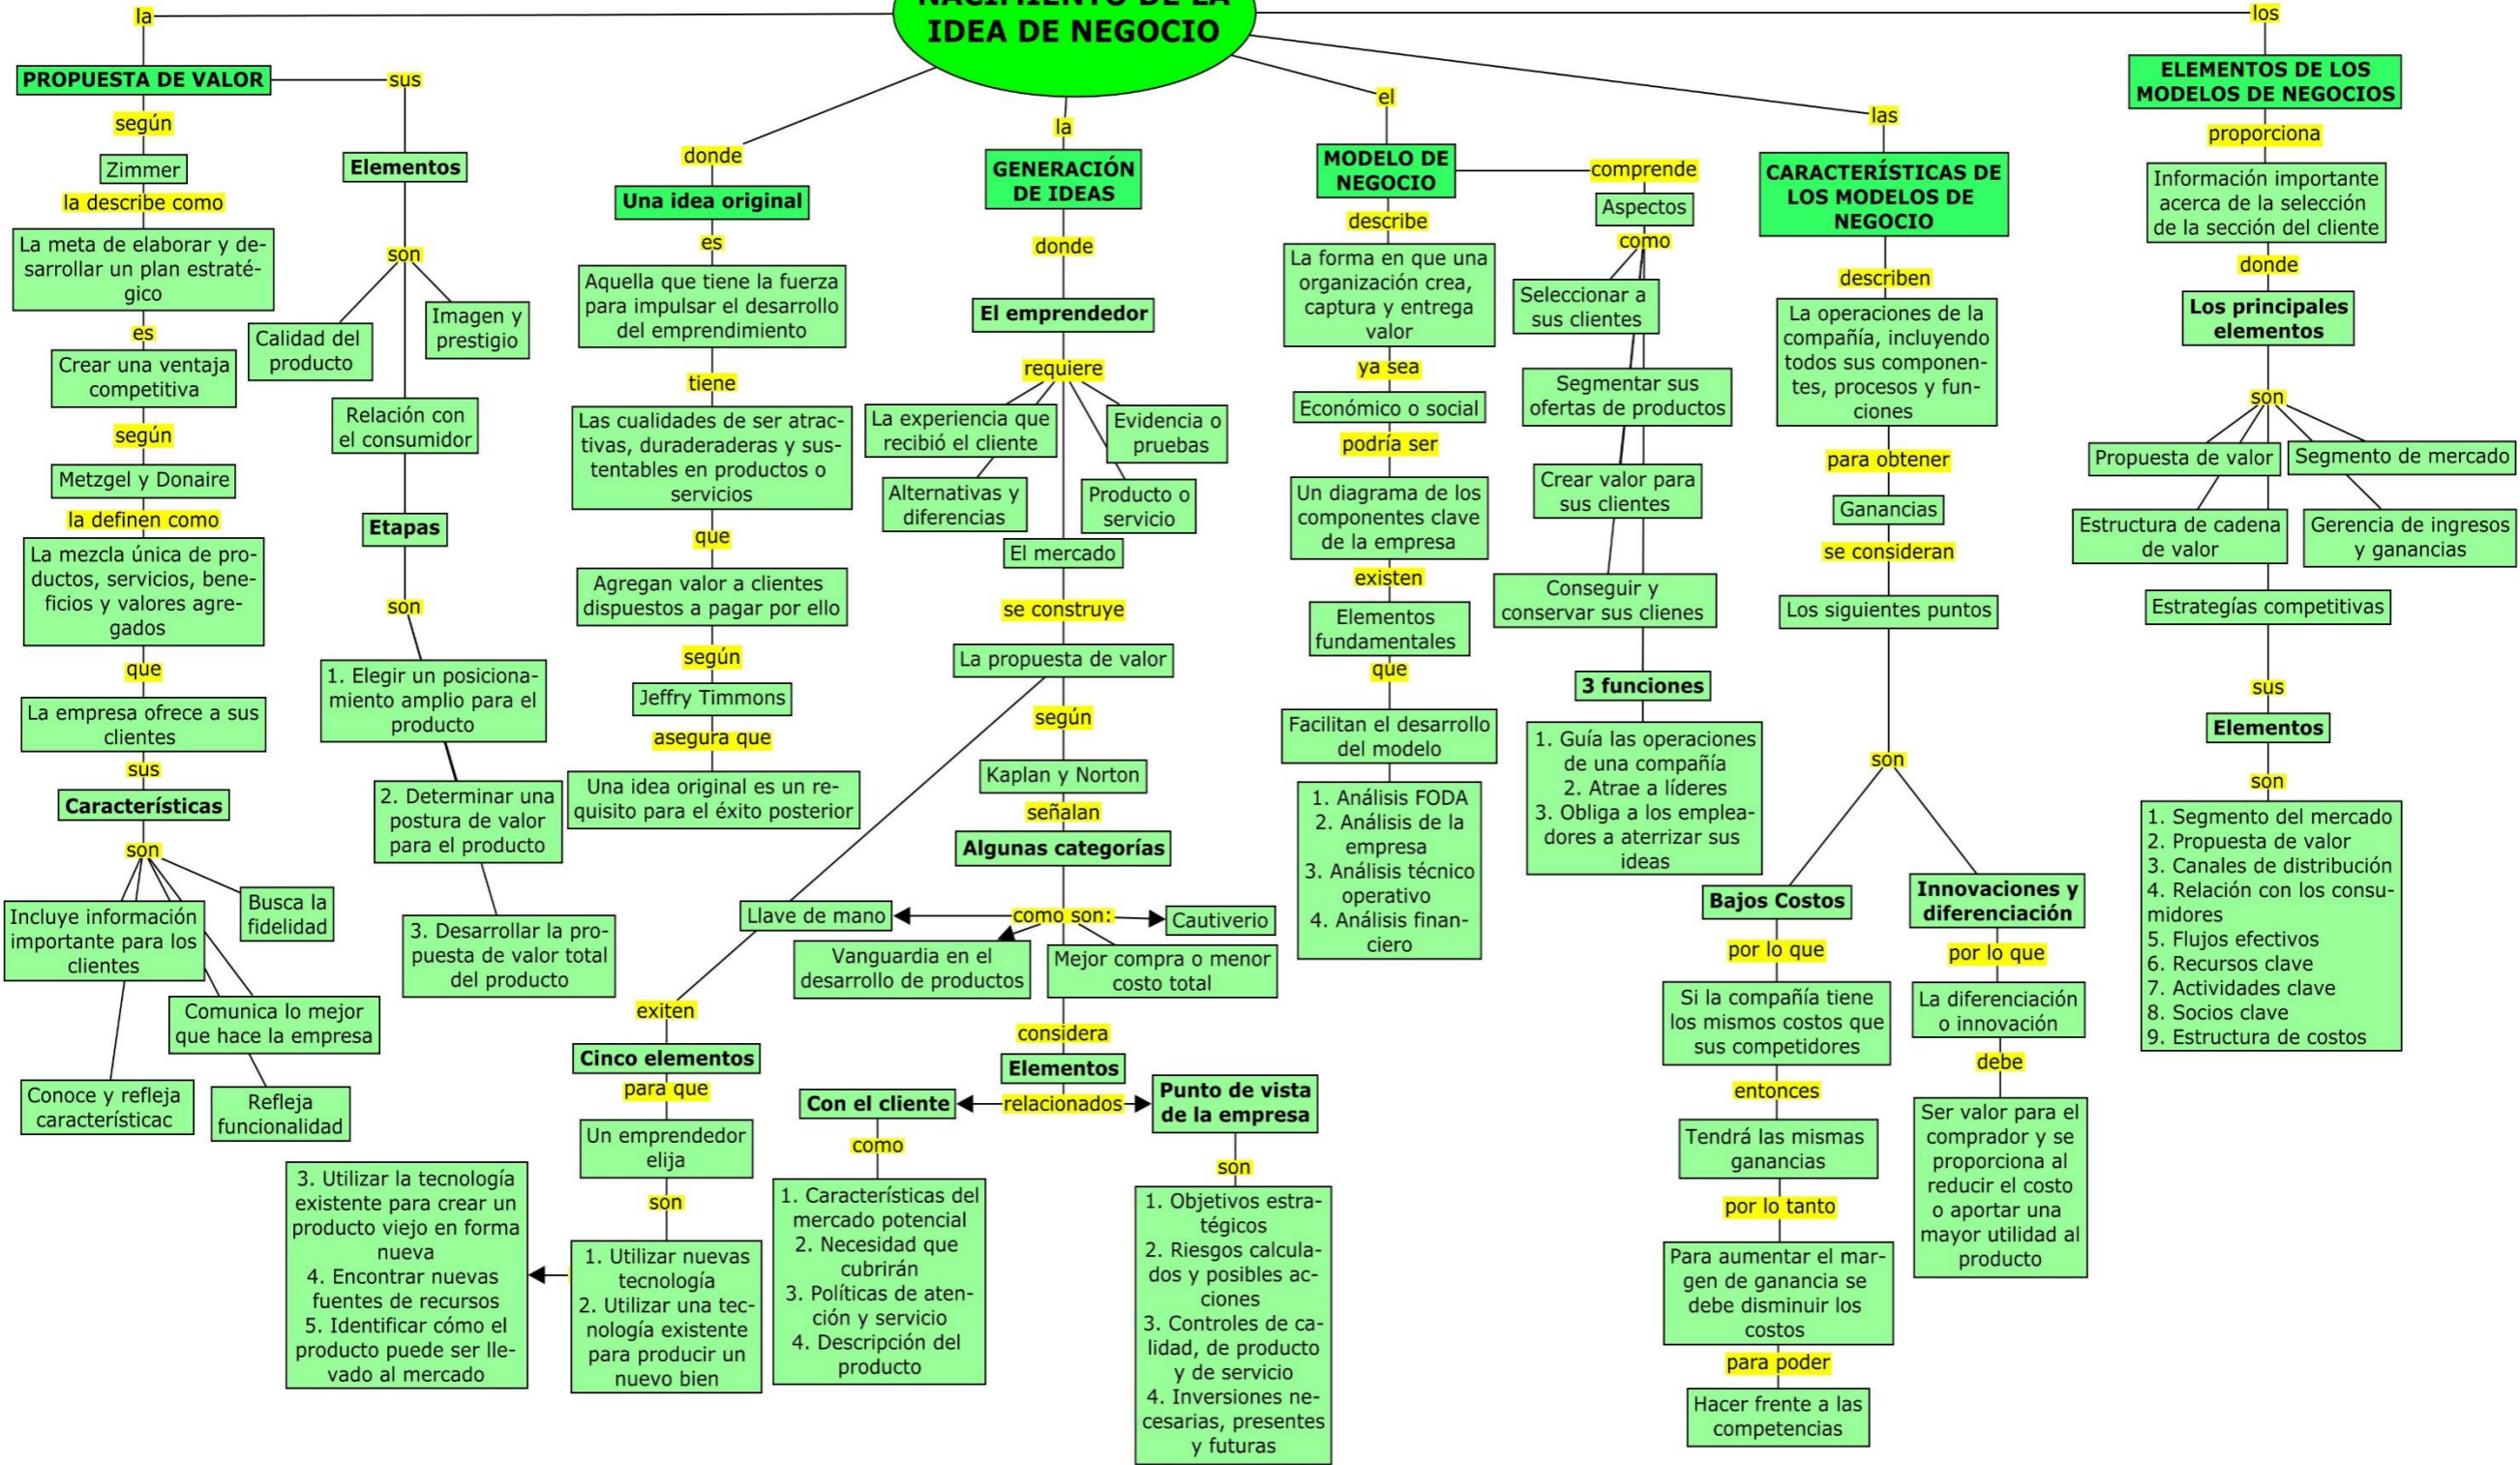 NACIMIENTO DE LA
IDEA DE NEGOCIO
la
PROPUESTA DE VALOR
según
Zimmer
la describe como
La meta de elaborar y de-
sarrollar un plan estraté-
gico
es
Crear una ventaja
competitiva
según
Metzgel y Donaire
la definen como
La mezcla única de pro-
ductos, servicios, bene-
ficios y valores agre-
gados
que
La empresa ofrece a sus
clientes
sus
Características
son
Incluye información
importante para los
clientes
Busca la
fidelidad
Comunica lo mejor
que hace la empresa
Conoce y refleja
característicac
Refleja
funcionalidad
sus
Elementos
son
Calidad del
producto
Imagen y
prestigio
Relación con
el consumidor
Etapas
son
1. Elegir un posiciona-
miento amplio para el
producto
2. Determinar una
postura de valor
para el producto
3. Desarrollar la pro-
puesta de valor total
del producto
donde
Una idea original
es
Aquella que tiene la fuerza
para impulsar el desarrollo
del emprendimiento
tiene
Las cualidades de ser atrac-
tivas, duraderaderas y sus-
tentables en productos o
servicios
que
Agregan valor a clientes
dispuestos a pagar por ello
según
Jeffry Timmons
asegura que
Una idea original es un re-
quisito para el éxito posterior
la
GENERACIÓN
DE IDEAS
donde
El emprendedor
requiere
La experiencia que
recibió el cliente
Evidencia o
pruebas
Alternativas y
diferencias
Producto o
servicio
El mercado
se construye
La propuesta de valor
según
Kaplan y Norton
señalan
Algunas categorías
como son:
Llave de mano
Cautiverio
Vanguardia en el
desarrollo de productos
Mejor compra o menor
costo total
considera
Elementos
relacionados
Con el cliente
como
1. Características del
mercado potencial
2. Necesidad que
cubrirán
3. Políticas de aten-
ción y servicio
4. Descripción del
producto
Punto de vista
de la empresa
son
1. Objetivos estra-
tégicos
2. Riesgos calcula-
dos y posibles ac-
ciones
3. Controles de ca-
lidad, de producto
y de servicio
4. Inversiones ne-
cesarias, presentes
y futuras
exiten
Cinco elementos
para que
Un emprendedor
elija
son
1. Utilizar nuevas
tecnología
2. Utilizar una tec-
nología existente
para producir un
nuevo bien
3. Utilizar la tecnología
existente para crear un
producto viejo en forma
nueva
4. Encontrar nuevas
fuentes de recursos
5. Identificar cómo el
producto puede ser lle-
vado al mercado
el
MODELO DE
NEGOCIO
describe
La forma en que una
organización crea,
captura y entrega
valor
ya sea
Económico o social
podría ser
Un diagrama de los
componentes clave
de la empresa
existen
Elementos
fundamentales
que
Facilitan el desarrollo
del modelo
1. Análisis FODA
2. Análisis de la
empresa
3. Análisis técnico
operativo
4. Análisis finan-
ciero
comprende
Aspectos
como
Seleccionar a
sus clientes
Segmentar sus
ofertas de productos
Crear valor para
sus clientes
Conseguir y
conservar sus clienes
3 funciones
1. Guía las operaciones
de una compañía
2. Atrae a líderes
3. Obliga a los emplea-
dores a aterrizar sus
ideas
las
CARACTERÍSTICAS DE
LOS MODELOS DE
NEGOCIO
describen
La operaciones de la
compañía, incluyendo
todos sus componen-
tes, procesos y fun-
ciones
para obtener
Ganancias
se consideran
Los siguientes puntos
son
Bajos Costos
por lo que
Si la compañía tiene
los mismos costos que
sus competidores
entonces
Tendrá las mismas
ganancias
por lo tanto
Para aumentar el mar-
gen de ganancia se
debe disminuir los
costos
para poder
Hacer frente a las
competencias
Innovaciones y
diferenciación
por lo que
La diferenciación
o innovación
debe
Ser valor para el
comprador y se
proporciona al
reducir el costo
o aportar una
mayor utilidad al
producto
los
ELEMENTOS DE LOS
MODELOS DE NEGOCIOS
proporciona
Información importante
acerca de la selección
de la sección del cliente
donde
Los principales
elementos
son
Propuesta de valor
Segmento de mercado
Estructura de cadena
de valor
Gerencia de ingresos
y ganancias
Estrategías competitivas
sus
Elementos
son
1. Segmento del mercado
2. Propuesta de valor
3. Canales de distribución
4. Relación con los consu-
midores
5. Flujos efectivos
6. Recursos clave
7. Actividades clave
8. Socios clave
9. Estructura de costos